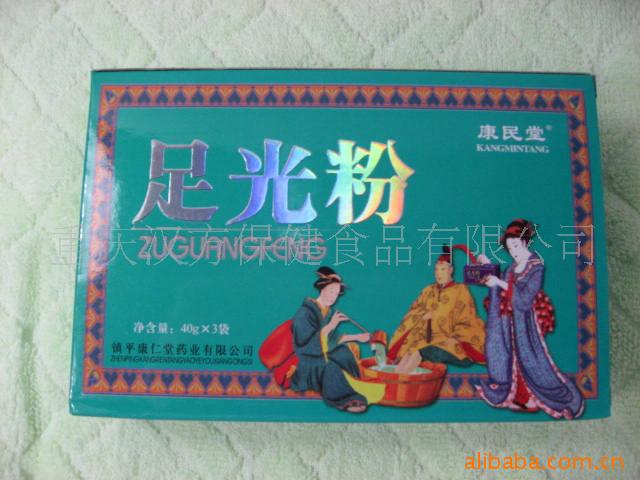 康民堂®
KANGMINTANG
足光粉
ZUGUANGFENG
重庆汉方保健食品有限公司
净含量：40g×3袋
镇平康仁堂药业有限公司
ZHENPINGKANGRENTANGYAOYEYOUXIANGONGSI
alibaba.com.cn